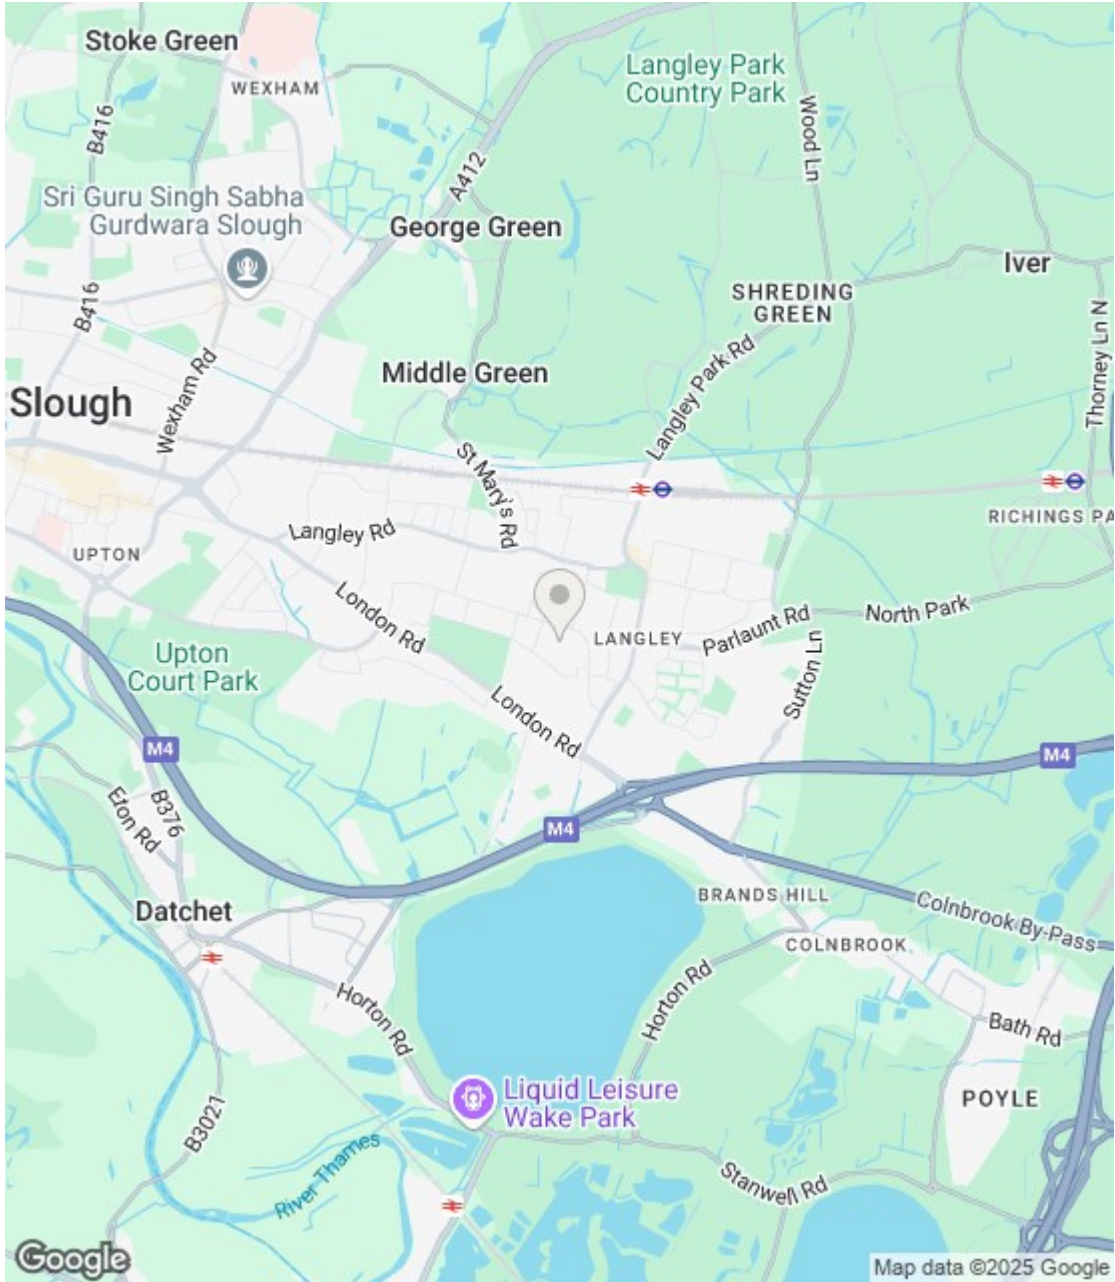 Stoke Green
WEXHAM
Langley Park
Country Park
B416
Wood Ln
A412
Sri Guru Singh Sabha
Gurdwara Slough
George Green
Iver
B416
SHREDING
GREEN
Thorney Ln N
Middle Green
Langley Park Rd
Wexham Rd
Slough
St Mary's Rd
RICHINGS PA
Langley Rd
UPTON
London Rd
North Park
Parlaunt Rd
LANGLEY
Upton
Court Park
Sutton Ln
London Rd
M4
M4
B376
Eton Rd
M4
BRANDS HILL
Datchet
Colnbrook By-Pass
COLNBROOK
Horton Rd
Horton Rd
Bath Rd
Liquid Leisure
Wake Park
POYLE
B3021
River Thames
Stanwell Rd
Google
Map data ©2025 Google